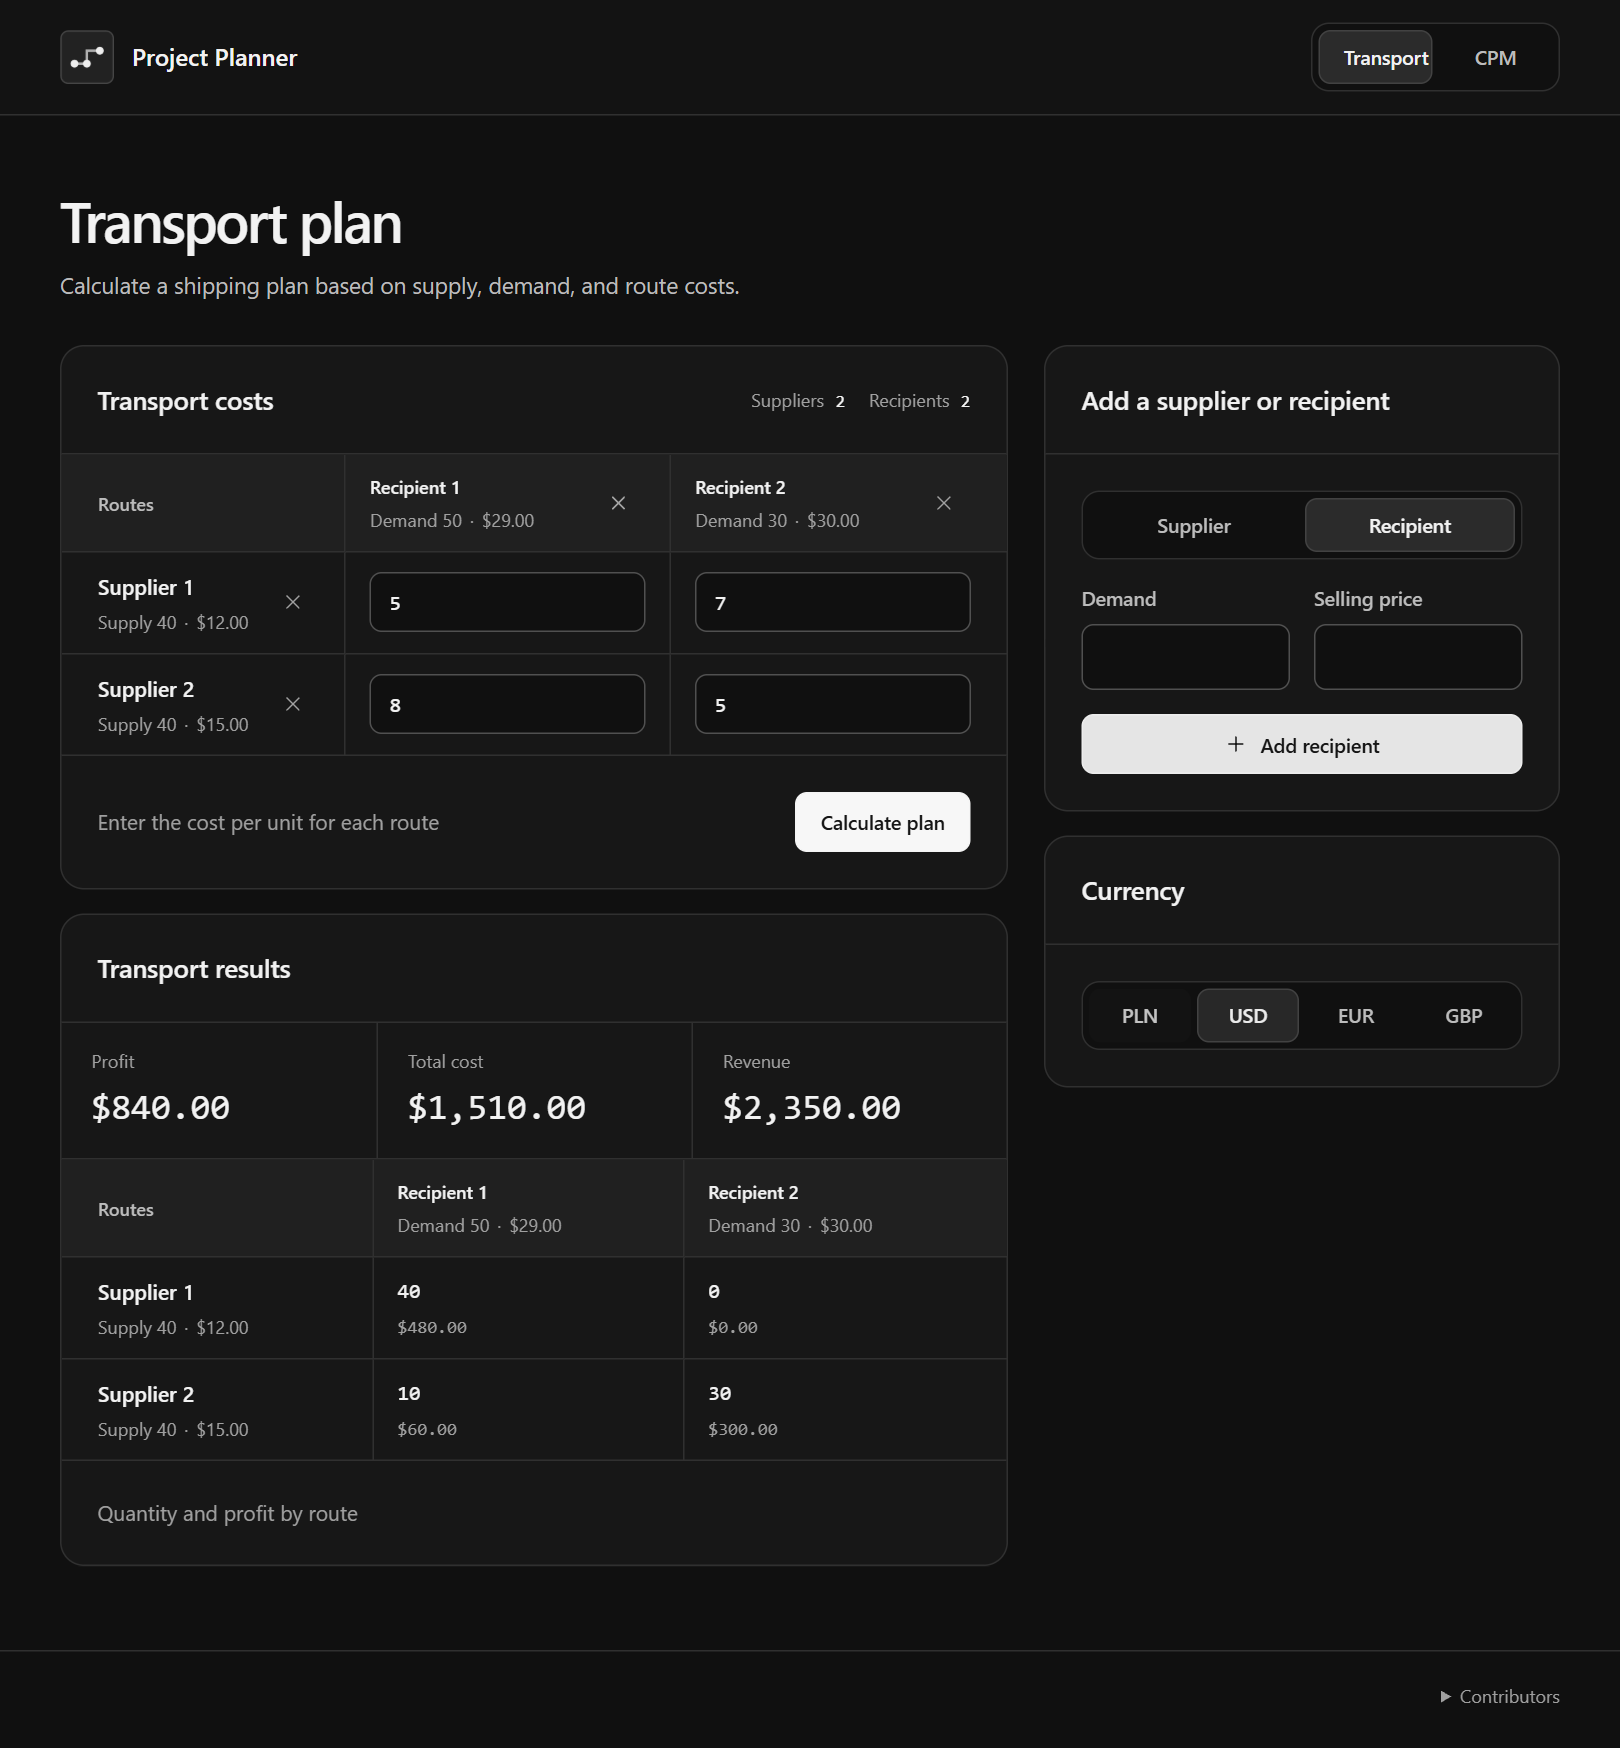 Project Planner
Transport CPM
Transport plan
Calculate a shipping plan based on supply, demand, and route costs.
Transport costs
Suppliers 2 Recipients 2
Routes
Recipient 1
Demand 50 · $29.00
Recipient 2
Demand 30 · $30.00
Supplier 1
Supply 40 · $12.00
5
7
Supplier 2
Supply 40 · $15.00
8
5
Enter the cost per unit for each route
Calculate plan
Add a supplier or recipient
Supplier Recipient
Demand
Selling price
+ Add recipient
Currency
PLN USD EUR GBP
Transport results
Profit
$840.00
Total cost
$1,510.00
Revenue
$2,350.00
Routes
Recipient 1
Demand 50 · $29.00
Recipient 2
Demand 30 · $30.00
Supplier 1
Supply 40 · $12.00
40
$480.00
0
$0.00
Supplier 2
Supply 40 · $15.00
10
$60.00
30
$300.00
Quantity and profit by route
Contributors